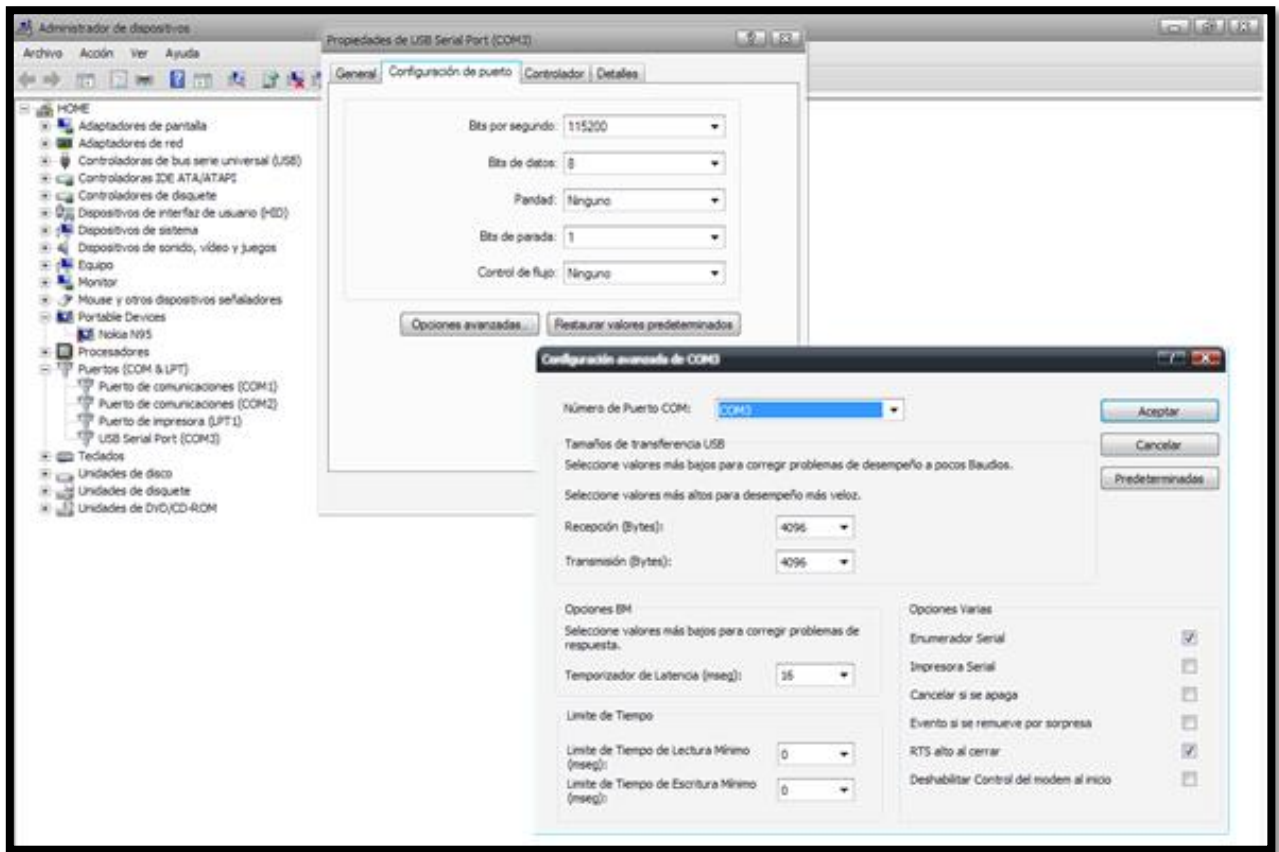 Administrador de dispositivos
Archivo Acción Ver Ayuda
HOME
Adaptadores de pantalla
Adaptadores de red
Controladoras de bus serie universal (USB)
Controladoras IDE ATA/ATAPI
Controladores de disquete
Dispositivos de interfaz de usuario (HID)
Dispositivos de sistema
Dispositivos de sonido, vídeo y juegos
Equipo
Monitor
Mouse y otros dispositivos señaladores
Portable Devices
Nokia N95
Procesadores
Puertos (COM & LPT)
Puerto de comunicaciones (COM1)
Puerto de comunicaciones (COM2)
Puerto de impresora (LPT1)
USB Serial Port (COM3)
Teclados
Unidades de disco
Unidades de disquete
Unidades de DVD/CD-ROM
Propiedades de USB Serial Port (COM3)
General Configuración de puerto Controlador Detalles
Bits por segundo: 115200
Bits de datos: 8
Paridad: Ninguno
Bits de parada: 1
Control de flujo: Ninguno
Opciones avanzadas... Restaurar valores predeterminados
Configuración avanzada de COM3
Número de Puerto COM: COM3
Aceptar
Cancelar
Predeterminadas
Tamaños de transferencia USB
Seleccione valores más bajos para corregir problemas de desempeño a pocos Baudios.
Seleccione valores más altos para desempeño más veloz.
Recepción (Bytes): 4096
Transmisión (Bytes): 4096
Opciones BM
Seleccione valores más bajos para corregir problemas de
respuesta.
Temporizador de Latencia (mseg): 16
Limite de Tiempo
Limite de Tiempo de Lectura Mínimo
(mseg): 0
Limite de Tiempo de Escritura Mínimo
(mseg): 0
Opciones Varias
Enumerador Serial
Impresora Serial
Cancelar si se apaga
Evento si se remueve por sorpresa
RTS alto al cerrar
Deshabilitar Control del modem al inicio